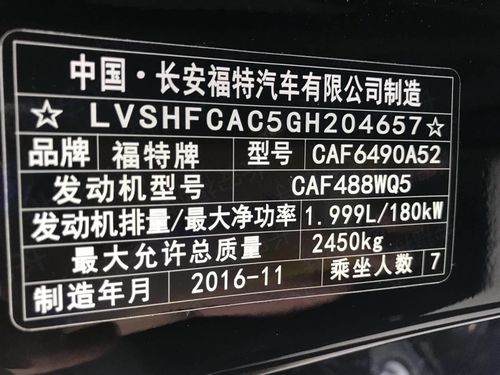 中国·长安福特汽车有限公司制造
☆LVSHFCAC5GH204657☆
品牌 福特牌 型号 CAF6490A52
发动机型号 CAF488WQ5
发动机排量/最大净功率 1.999L/180kW
最大允许总质量 2450kg
制造年月 2016-11 乘坐人数 7